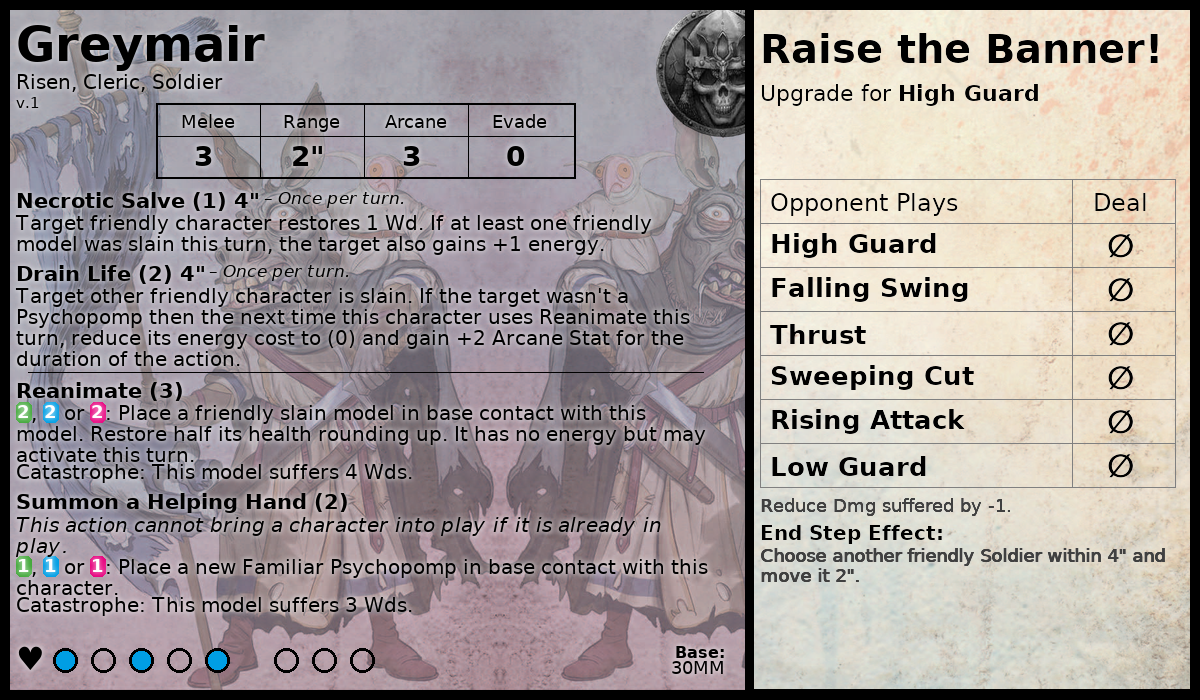 Greymair
Risen, Cleric, Soldier
v.1
Melee Range Arcane Evade
3 2" 3 0
Necrotic Salve (1) 4" – Once per turn.
Target friendly character restores 1 Wd. If at least one friendly
model was slain this turn, the target also gains +1 energy.
Drain Life (2) 4" – Once per turn.
Target other friendly character is slain. If the target wasn't a
Psychopomp then the next time this character uses Reanimate this
turn, reduce its energy cost to (0) and gain +2 Arcane Stat for the
duration of the action.
Reanimate (3)
2, 2 or 2: Place a friendly slain model in base contact with this
model. Restore half its health rounding up. It has no energy but may
activate this turn.
Catastrophe: This model suffers 4 Wds.
Summon a Helping Hand (2)
This action cannot bring a character into play if it is already in
play.
1, 1 or 1: Place a new Familiar Psychopomp in base contact with this
character.
Catastrophe: This model suffers 3 Wds.
Base:
30MM
Raise the Banner!
Upgrade for High Guard
Opponent Plays Deal
High Guard ∅
Falling Swing ∅
Thrust ∅
Sweeping Cut ∅
Rising Attack ∅
Low Guard ∅
Reduce Dmg suffered by -1.
End Step Effect:
Choose another friendly Soldier within 4" and
move it 2".